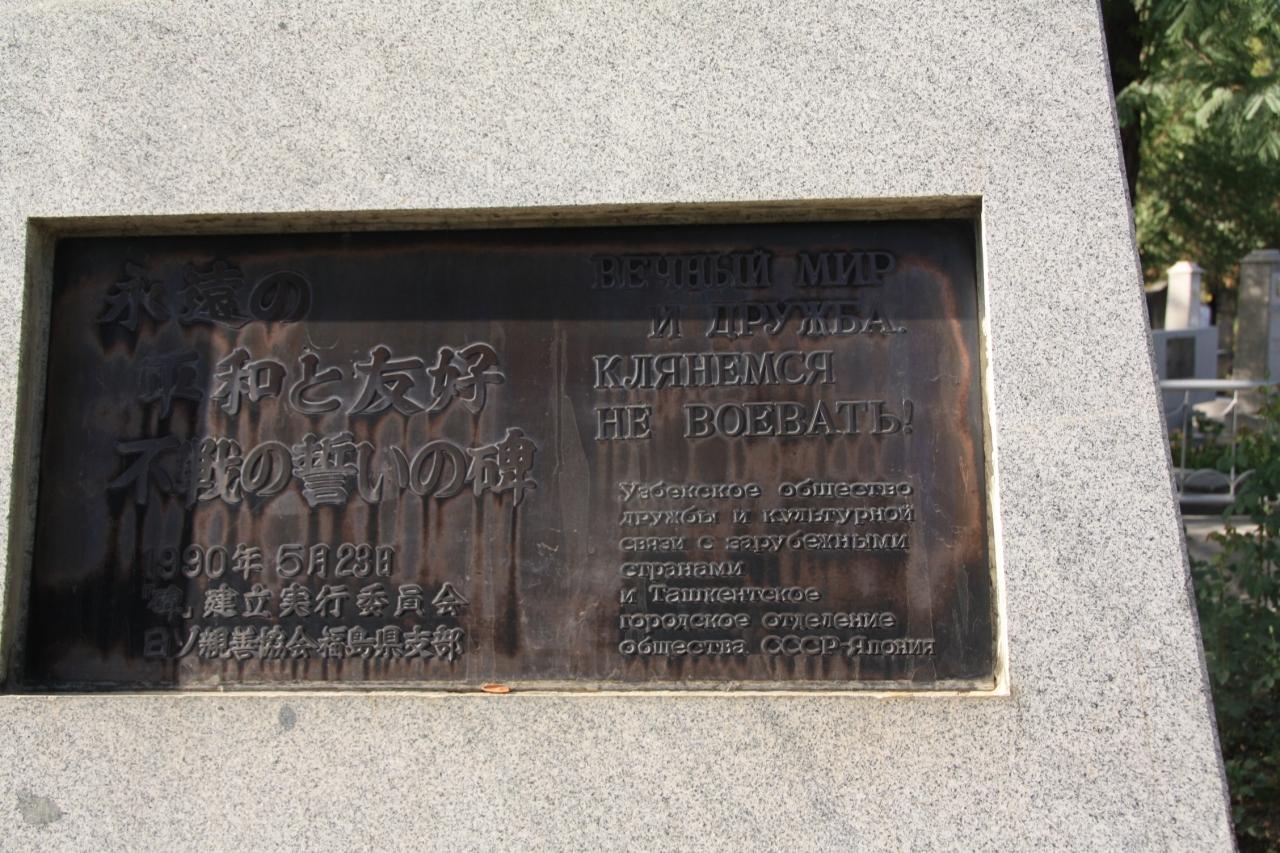 永遠の
平和と友好
不戦の誓いの碑
1990年5月23日
「碑」建立実行委員会
日ソ親善協会福島県支部
ВЕЧНЫЙ МИР
И ДРУЖБА.
КЛЯНЕМСЯ
НЕ ВОЕВАТЬ!
Узбекское общество
дружбы и культурной
связи с зарубежными
странами
и Ташкентское
городское отделение
общества СССР-Япония